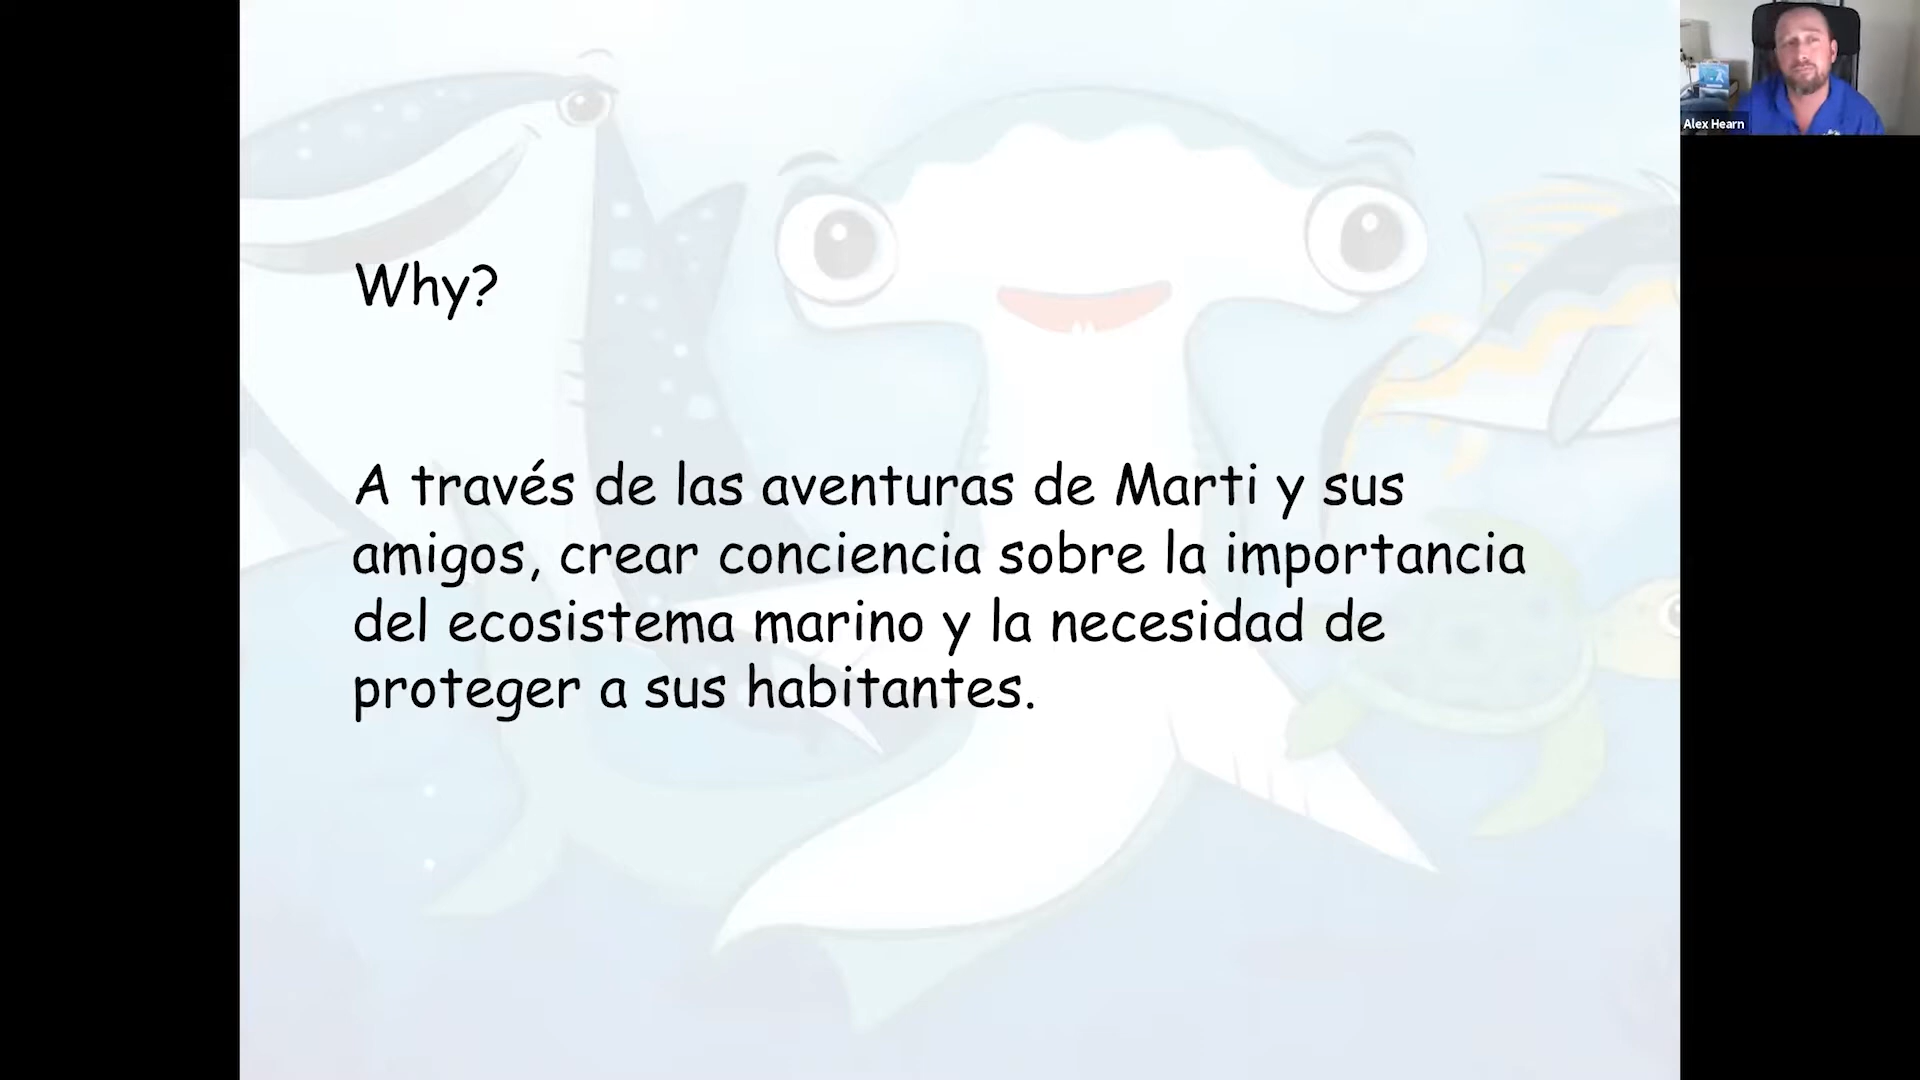 Why?
A través de las aventuras de Marti y sus
amigos, crear conciencia sobre la importancia
del ecosistema marino y la necesidad de
proteger a sus habitantes.
Alex Hearn